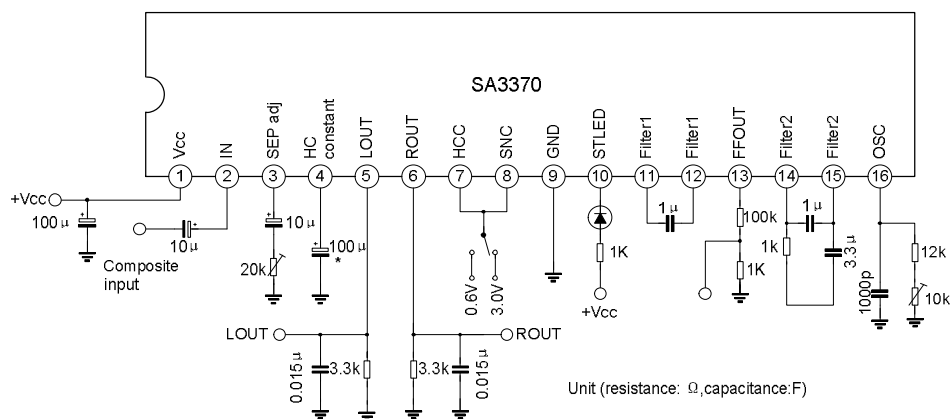 SA3370
Vcc
IN
SEP adj
HC constant
LOUT
ROUT
HCC
SNC
GND
STLED
Filter1
Filter1
FFOUT
Filter2
Filter2
OSC
1
2
3
4
5
6
7
8
9
10
11
12
13
14
15
16
+Vcc
100μ
+
10μ
+
Composite
input
+
10μ
20k
+
100μ
*
0.6V
3.0V
1K
+Vcc
1μ
100k
1K
1k
1μ
3.3μ
1000p
12k
10k
LOUT
0.015μ
3.3k
3.3k
0.015μ
ROUT
Unit (resistance: Ω,capacitance:F)